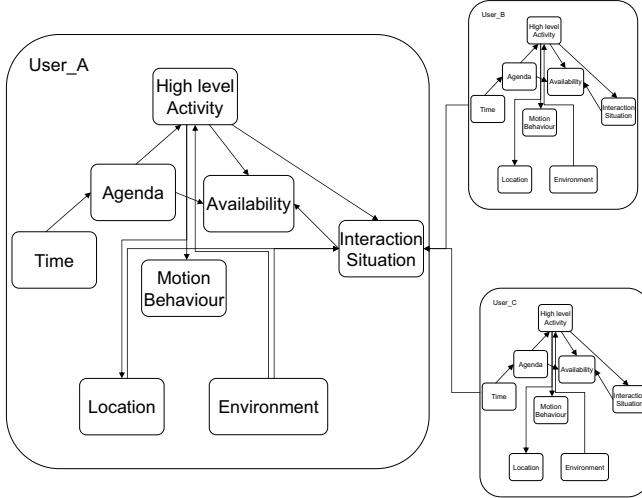 User_A
High level
Activity
Agenda
Availability
Time
Interaction
Situation
Motion
Behaviour
Location
Environment
User_B
High level
Activity
Agenda
Availability
Time
Interaction
Situation
Motion
Behaviour
Location
Environment
User_C
High level
Activity
Agenda
Availability
Time
Interaction
Situation
Motion
Behaviour
Location
Environment